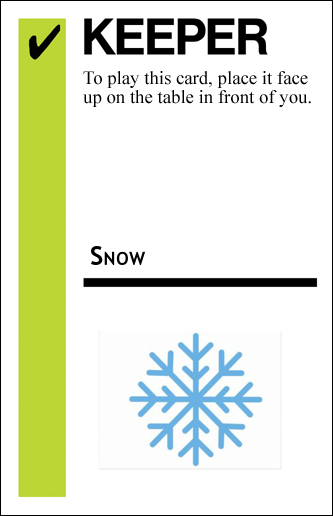 KEEPER
To play this card, place it face
up on the table in front of you.
Snow